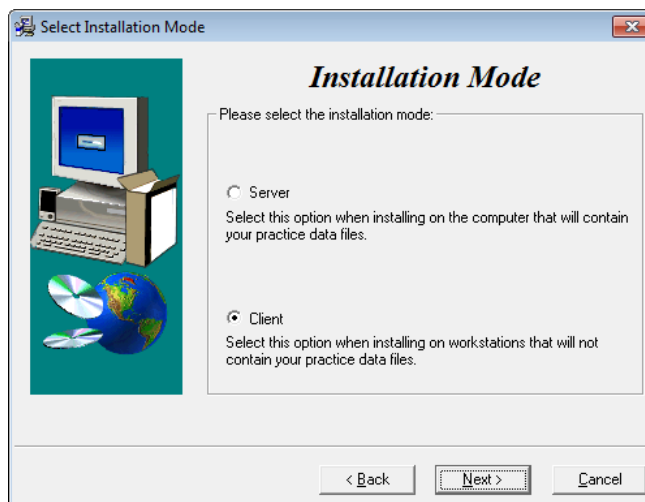 Select Installation Mode
Installation Mode
Please select the installation mode:
Server
Select this option when installing on the computer that will contain
your practice data files.
Client
Select this option when installing on workstations that will not
contain your practice data files.
< Back
Next >
Cancel